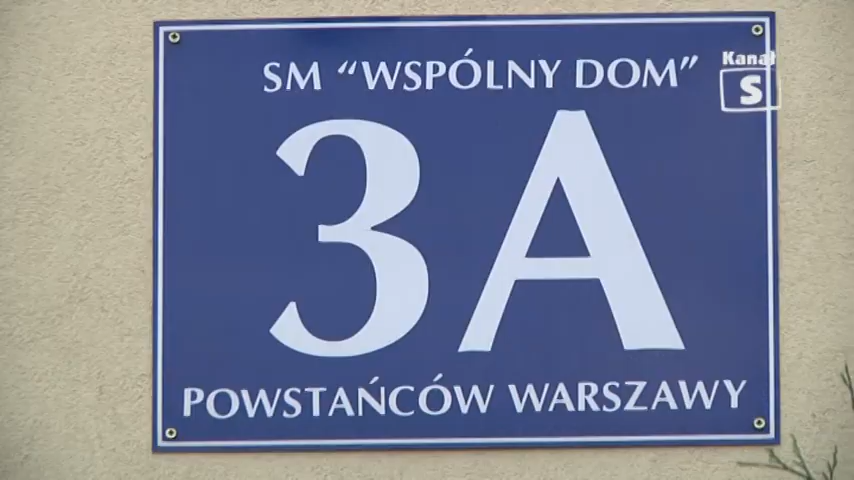 SM “WSPÓLNY DOM”
Kanał
S
3A
POWSTAŃCÓW WARSZAWY